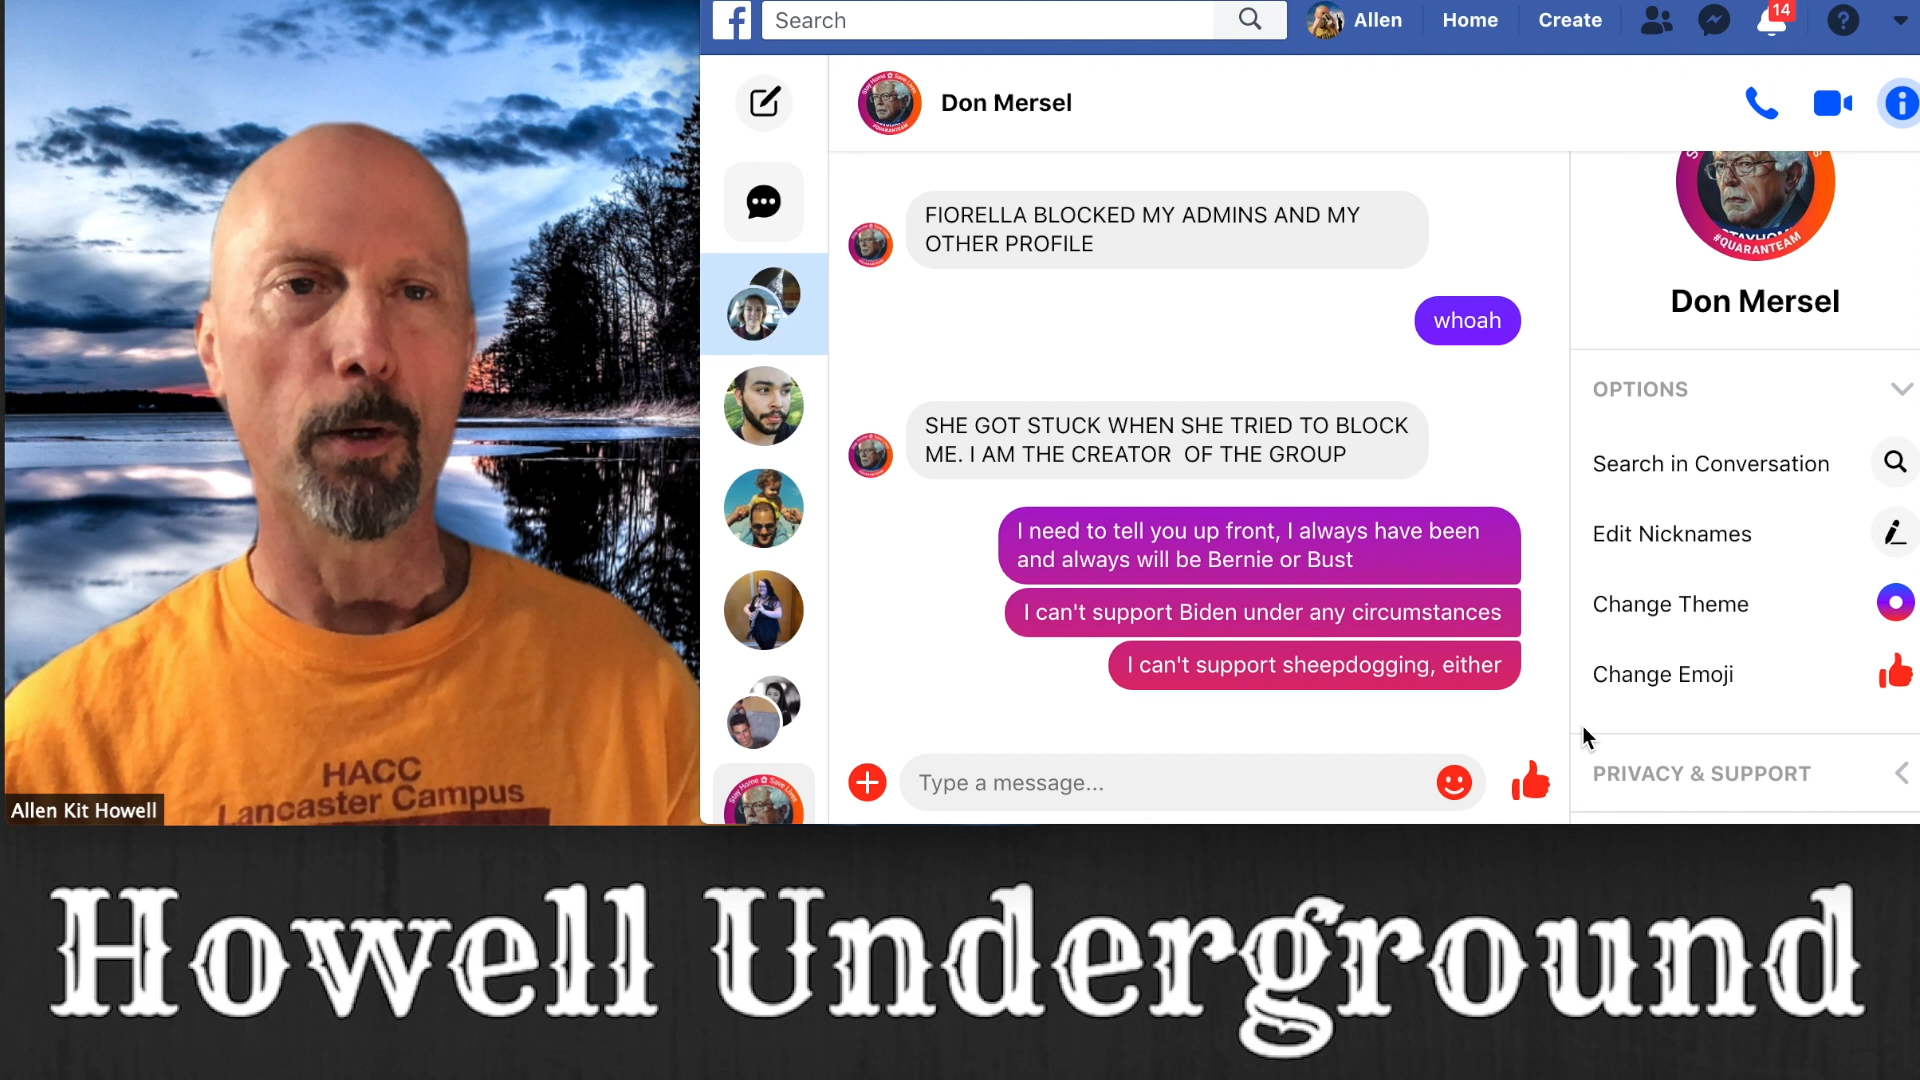 Search
Allen
Home
Create
14
Don Mersel
FIORELLA BLOCKED MY ADMINS AND MY
OTHER PROFILE
whoah
SHE GOT STUCK WHEN SHE TRIED TO BLOCK
ME. I AM THE CREATOR OF THE GROUP
I need to tell you up front, I always have been
and always will be Bernie or Bust
I can't support Biden under any circumstances
I can't support sheepdogging, either
Type a message...
#QUARANTEAM
Don Mersel
OPTIONS
Search in Conversation
Edit Nicknames
Change Theme
Change Emoji
PRIVACY & SUPPORT
Stay Home Save Lives
HACC
Lancaster Campus
Allen Kit Howell
Howell Underground